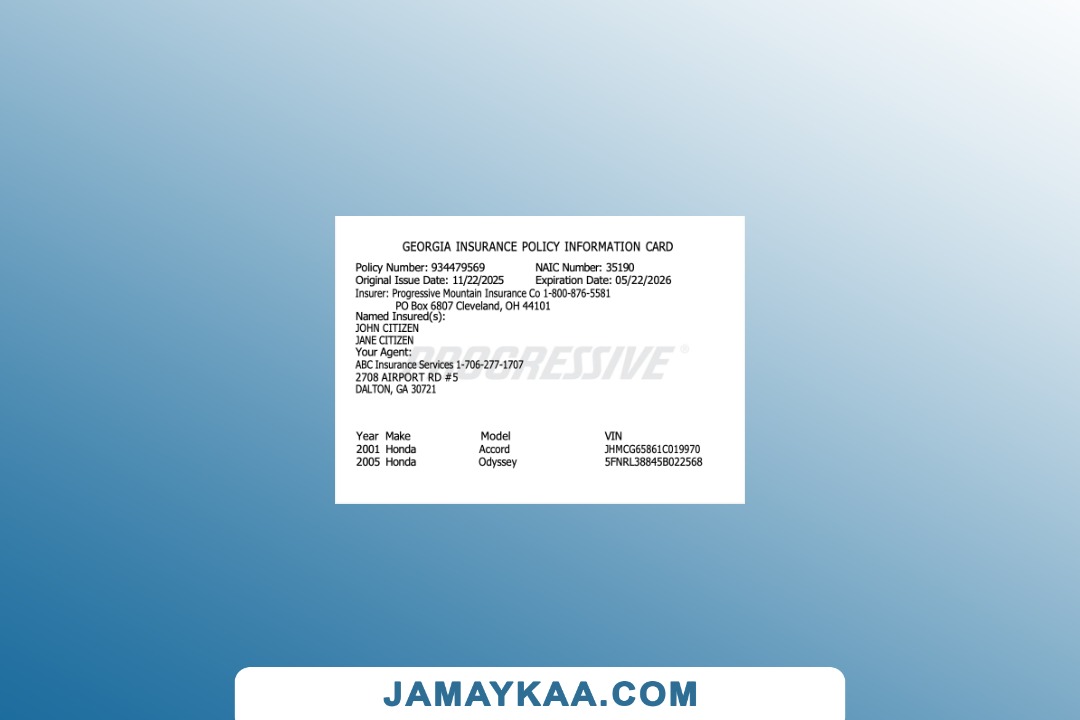 GEORGIA INSURANCE POLICY INFORMATION CARD
Policy Number: 934479569 NAIC Number: 35190
Original Issue Date: 11/22/2025 Expiration Date: 05/22/2026
Insurer: Progressive Mountain Insurance Co 1-800-876-5581
PO Box 6807 Cleveland, OH 44101
Named Insured(s):
JOHN CITIZEN
JANE CITIZEN
Your Agent:
PROGRESSIVE®
ABC Insurance Services 1-706-277-1707
2708 AIRPORT RD #5
DALTON, GA 30721
Year Make Model VIN
2001 Honda Accord JHMCG65861C019970
2005 Honda Odyssey 5FNRL38845B022568
JAMAYKAA.COM